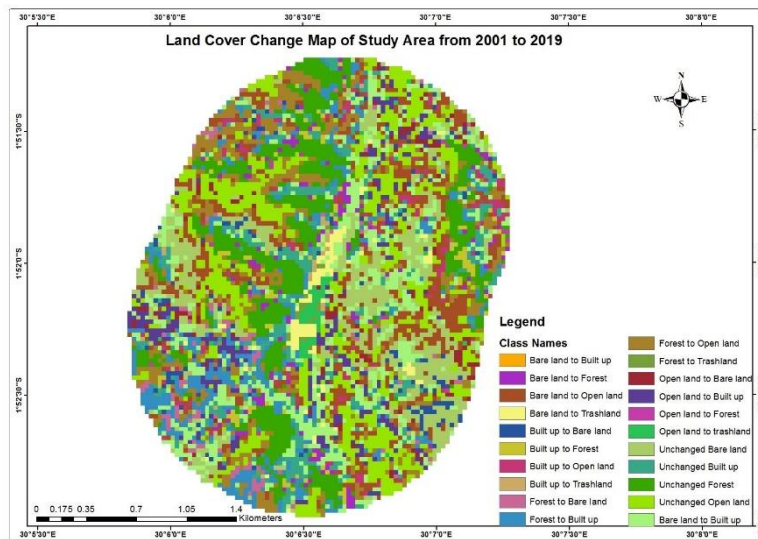 30°5'30"E 30°6'0"E 30°6'30"E 30°7'0"E 30°7'30"E 30°8'0"E
Land Cover Change Map of Study Area from 2001 to 2019
N
W E
S
1°51'30"S
1°52'0"S
1°52'30"S
Legend
Class Names
Bare land to Built up
Bare land to Forest
Bare land to Open land
Bare land to Trashland
Built up to Bare land
Built up to Forest
Built up to Open land
Built up to Trashland
Forest to Bare land
Forest to Built up
Forest to Open land
Forest to Trashland
Open land to Bare land
Open land to Built up
Open land to Forest
Open land to trashland
Unchanged Bare land
Unchanged Built up
Unchanged Forest
Unchanged Open land
Bare land to Built up
0 0.175 0.35 0.7 1.05 1.4
Kilometers
30°5'30"E 30°6'0"E 30°6'30"E 30°7'0"E 30°7'30"E 30°8'0"E